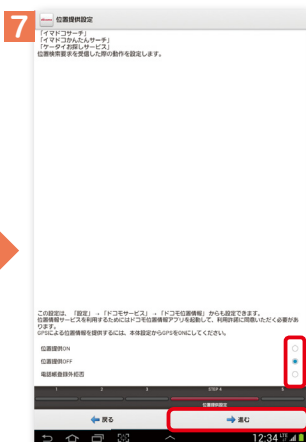 7
docomo 位置提供設定
「イマドコサーチ」
「イマドコかんたんサーチ」
「ケータイお探しサービス」
位置検索要求を受信した際の動作を設定します。
この設定は、「設定」→「ドコモサービス」→「ドコモ位置情報」からも設定できます。
位置情報サービスを利用するためにはドコモ位置情報アプリを起動して、利用許諾に同意いただく必要があ
ります。
GPSによる位置情報を提供するには、本体設定からGPSをONにしてください。
位置提供ON
位置提供OFF
電話帳登録外拒否
1 2 3 STEP 4 5
位置提供設定
戻る 進む
12:34 LTE